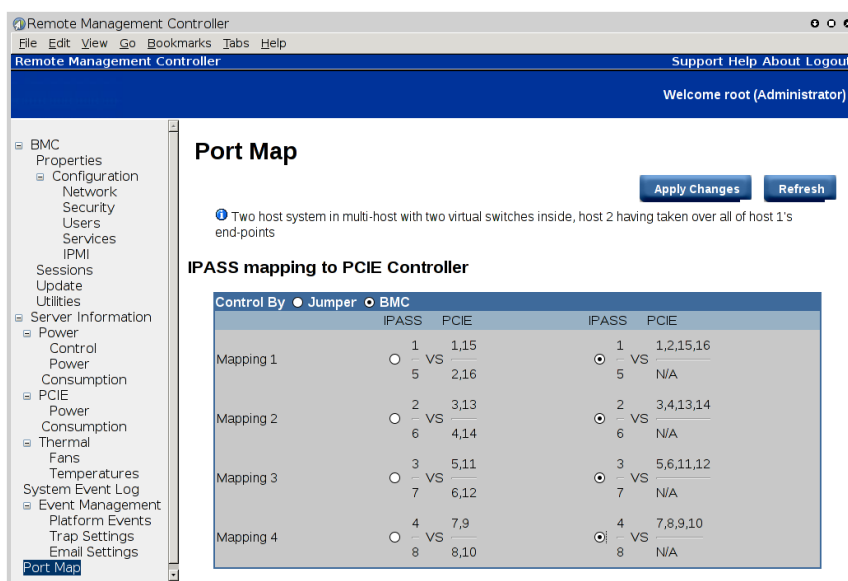 Remote Management Controller
File Edit View Go Bookmarks Tabs Help
Remote Management Controller
Support Help About Logout
Welcome root (Administrator)
BMC
Properties
Configuration
Network
Security
Users
Services
IPMI
Sessions
Update
Utilities
Server Information
Power
Control
Power
Consumption
PCIE
Power
Consumption
Thermal
Fans
Temperatures
System Event Log
Event Management
Platform Events
Trap Settings
Email Settings
Port Map
Port Map
Apply Changes
Refresh
Two host system in multi-host with two virtual switches inside, host 2 having taken over all of host 1's
end-points
IPASS mapping to PCIE Controller
Control By Jumper BMC
IPASS PCIE IPASS PCIE
Mapping 1
1 1,15
VS
5 2,16
1 1,2,15,16
VS
5 N/A
Mapping 2
2 3,13
VS
6 4,14
2 3,4,13,14
VS
6 N/A
Mapping 3
3 5,11
VS
7 6,12
3 5,6,11,12
VS
7 N/A
Mapping 4
4 7,9
VS
8 8,10
4 7,8,9,10
VS
8 N/A